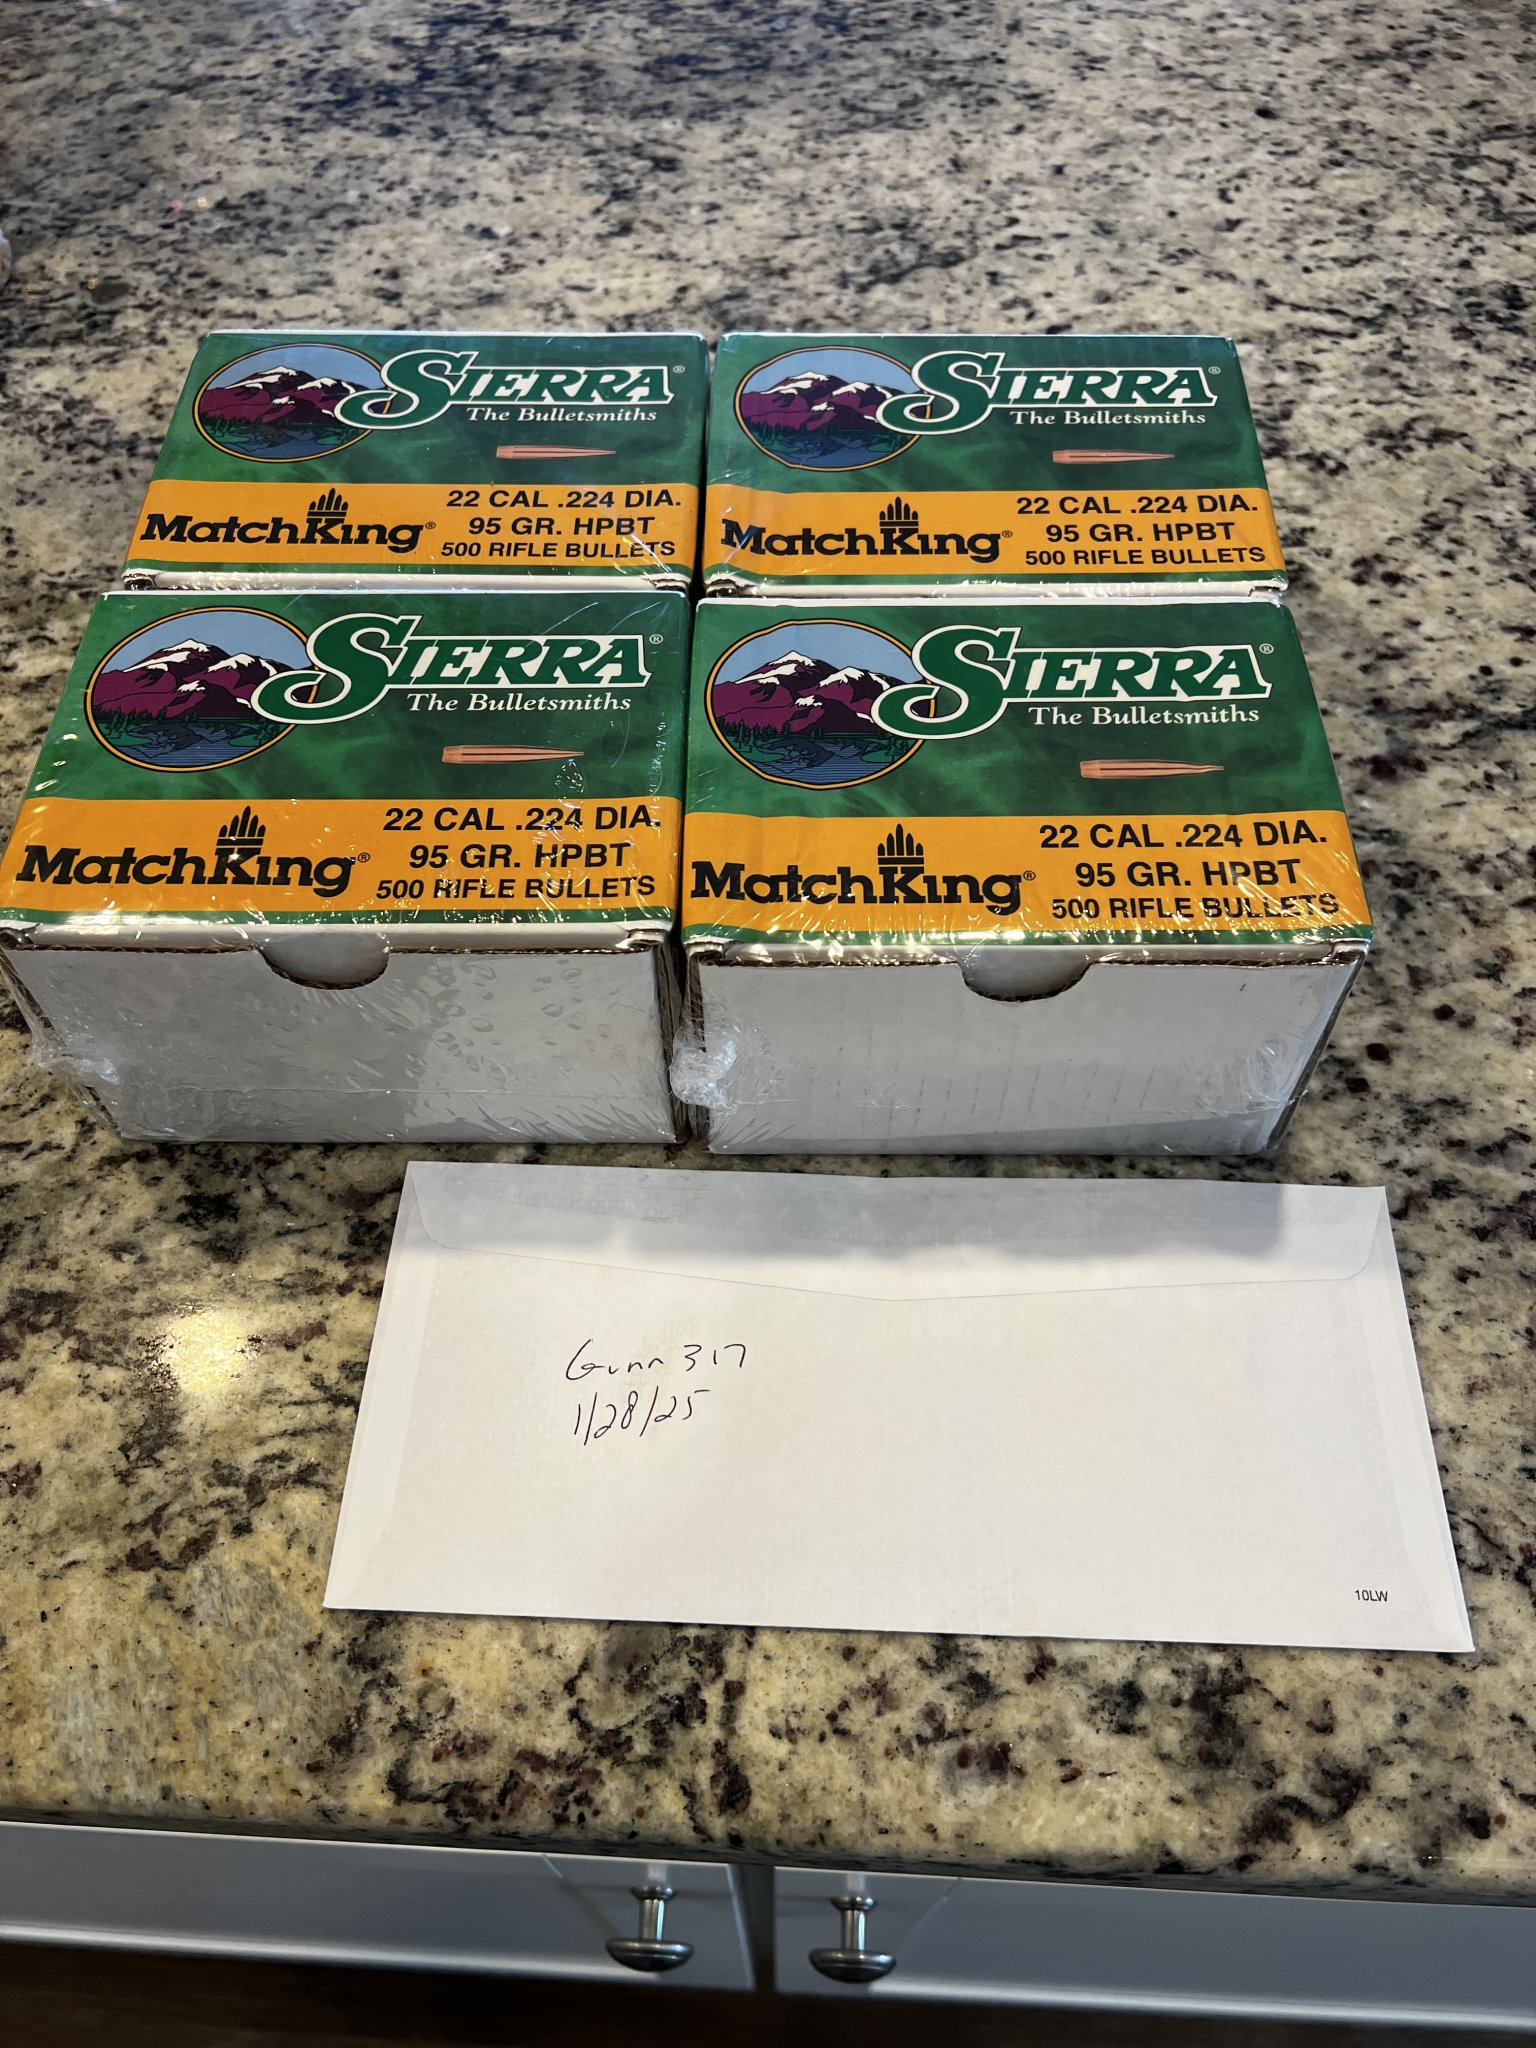 SIERRA®
The Bulletsmiths
MatchKing®
22 CAL .224 DIA.
95 GR. HPBT
500 RIFLE BULLETS
SIERRA®
The Bulletsmiths
MatchKing®
22 CAL .224 DIA.
95 GR. HPBT
500 RIFLE BULLETS
SIERRA®
The Bulletsmiths
MatchKing®
22 CAL .224 DIA.
95 GR. HPBT
500 RIFLE BULLETS
SIERRA®
The Bulletsmiths
MatchKing®
22 CAL .224 DIA.
95 GR. HPBT
500 RIFLE BULLETS
Gunn 317
1/28/25
10LW